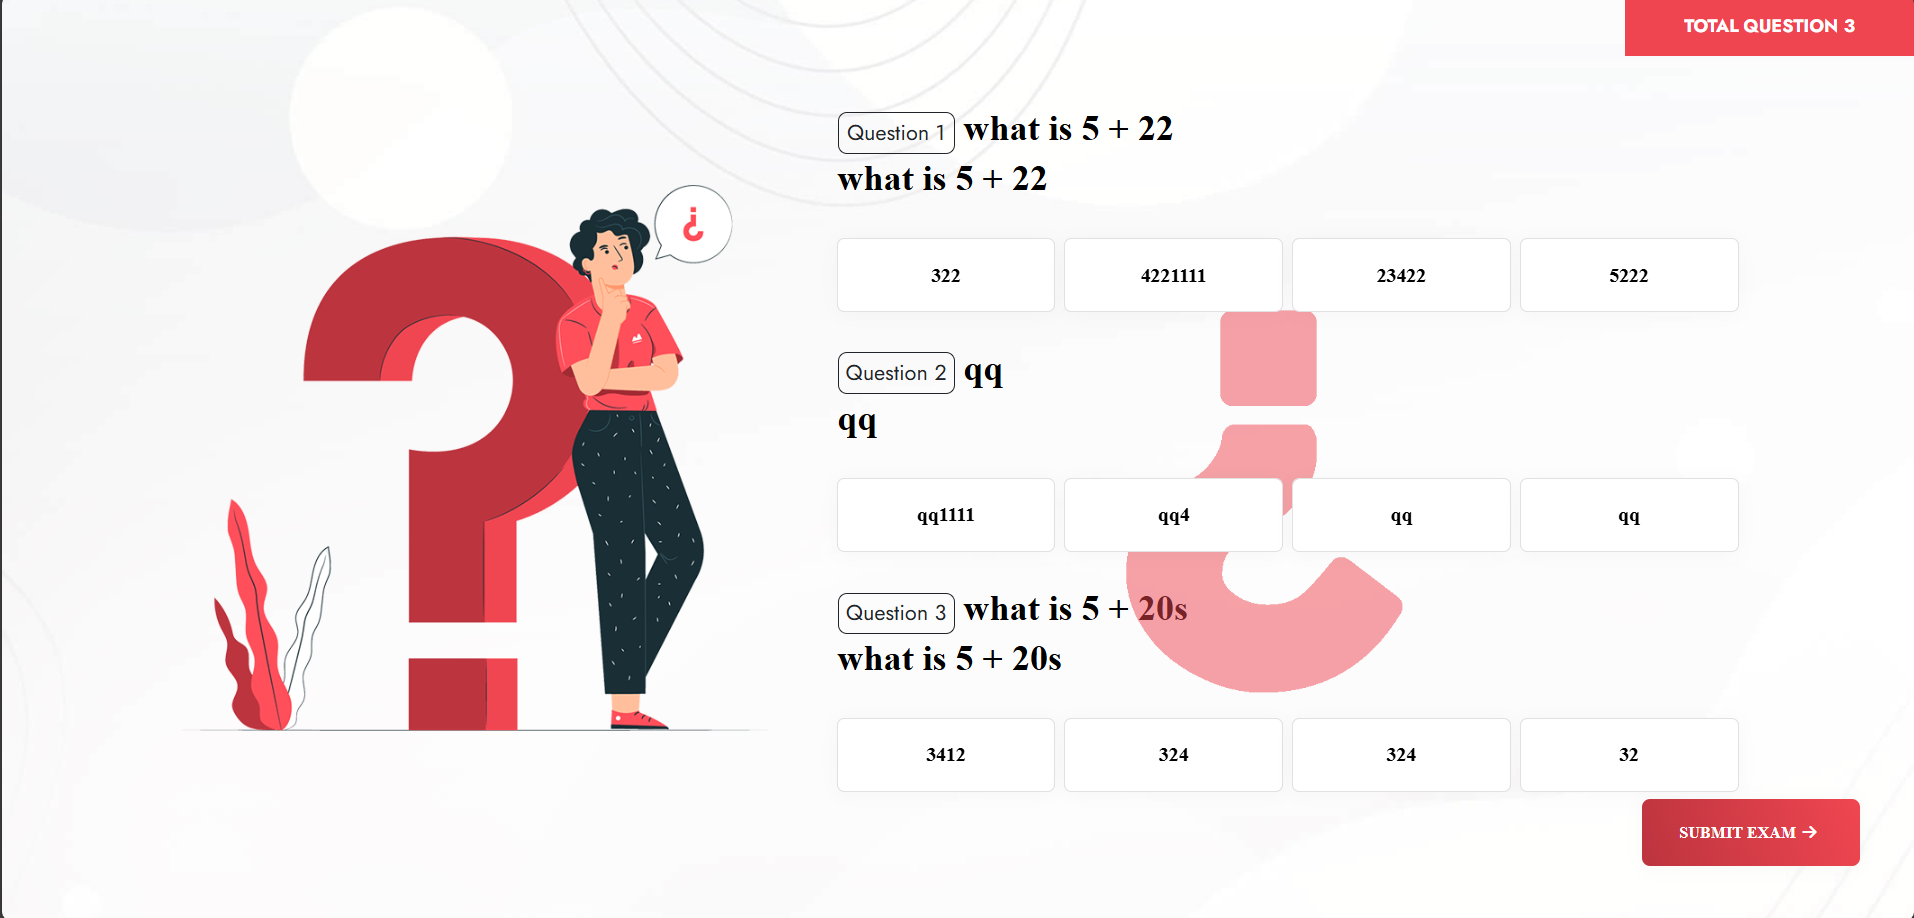 TOTAL QUESTION 3
Question 1 what is 5 + 22
what is 5 + 22
322 4221111 23422 5222
Question 2 qq
qq
qq1111 qq4 qq qq
Question 3 what is 5 + 20s
what is 5 + 20s
3412 324 324 32
SUBMIT EXAM →